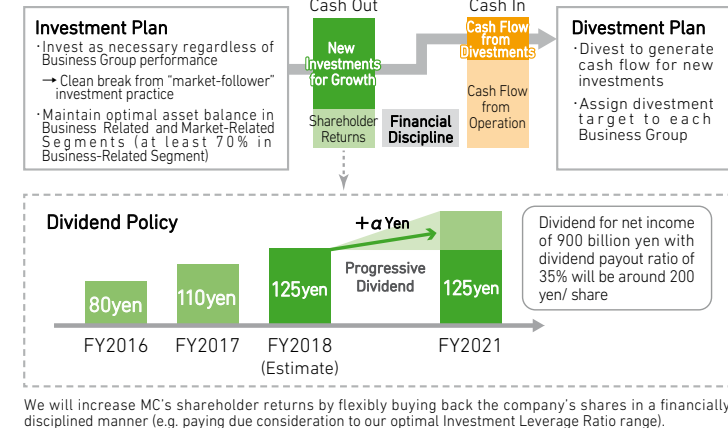 Cash Out
Cash In
Investment Plan
・Invest as necessary regardless of
Business Group performance
→ Clean break from “market-follower”
investment practice
・Maintain optimal asset balance in
Business Related and Market-Related
Segments (at least 70% in
Business-Related Segment)
New
Investments
for Growth
Shareholder
Returns
Financial
Discipline
Cash Flow
from
Divestments
Cash Flow
from
Operation
Divestment Plan
・Divest to generate
cash flow for new
investments
・Assign divestment
target to each
Business Group
Dividend Policy
+α Yen
Progressive
Dividend
80yen
110yen
125yen
125yen
FY2016
FY2017
FY2018
(Estimate)
FY2021
Dividend for net income
of 900 billion yen with
dividend payout ratio of
35% will be around 200
yen/ share
We will increase MC’s shareholder returns by flexibly buying back the company’s shares in a financially
disciplined manner (e.g. paying due consideration to our optimal Investment Leverage Ratio range).